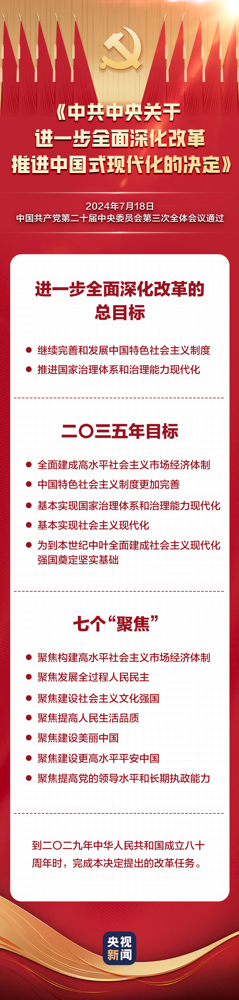 《中共中央关于
进一步全面深化改革
推进中国式现代化的决定》
2024年7月18日
中国共产党第二十届中央委员会第三次全体会议通过
进一步全面深化改革的
总目标
● 继续完善和发展中国特色社会主义制度
● 推进国家治理体系和治理能力现代化
二〇三五年目标
● 全面建成高水平社会主义市场经济体制
● 中国特色社会主义制度更加完善
● 基本实现国家治理体系和治理能力现代化
● 基本实现社会主义现代化
● 为到本世纪中叶全面建成社会主义现代化
强国奠定坚实基础
七个“聚焦”
● 聚焦构建高水平社会主义市场经济体制
● 聚焦发展全过程人民民主
● 聚焦建设社会主义文化强国
● 聚焦提高人民生活品质
● 聚焦建设美丽中国
● 聚焦建设更高水平平安中国
● 聚焦提高党的领导水平和长期执政能力
到二〇二九年中华人民共和国成立八十
周年时，完成本决定提出的改革任务。
央视
新闻